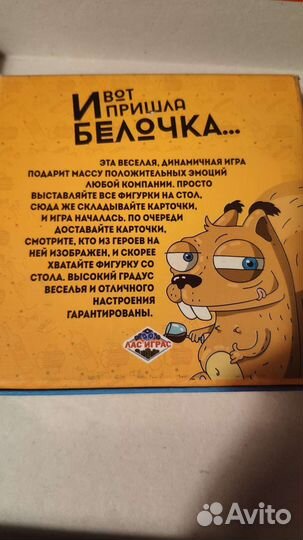 И ВОТ
ПРИШЛА
БЕЛОЧКА...
ЭТА ВЕСЕЛАЯ, ДИНАМИЧНАЯ ИГРА
ПОДАРИТ МАССУ ПОЛОЖИТЕЛЬНЫХ ЭМОЦИЙ
ЛЮБОЙ КОМПАНИИ. ПРОСТО
ВЫСТАВЛЯЙТЕ ВСЕ ФИГУРКИ НА СТОЛ,
СЮДА ЖЕ СКЛАДЫВАЙТЕ КАРТОЧКИ,
И ИГРА НАЧАЛАСЬ. ПО ОЧЕРЕДИ
ДОСТАВАЙТЕ КАРТОЧКИ,
СМОТРИТЕ, КТО ИЗ ГЕРОЕВ НА
НЕЙ ИЗОБРАЖЕН, И СКОРЕЕ
ХВАТАЙТЕ ФИГУРКУ СО
СТОЛА. ВЫСОКИЙ ГРАДУС
ВЕСЕЛЬЯ И ОТЛИЧНОГО
НАСТРОЕНИЯ
ГАРАНТИРОВАНЫ.
ЛАС ИГРАС
Avito